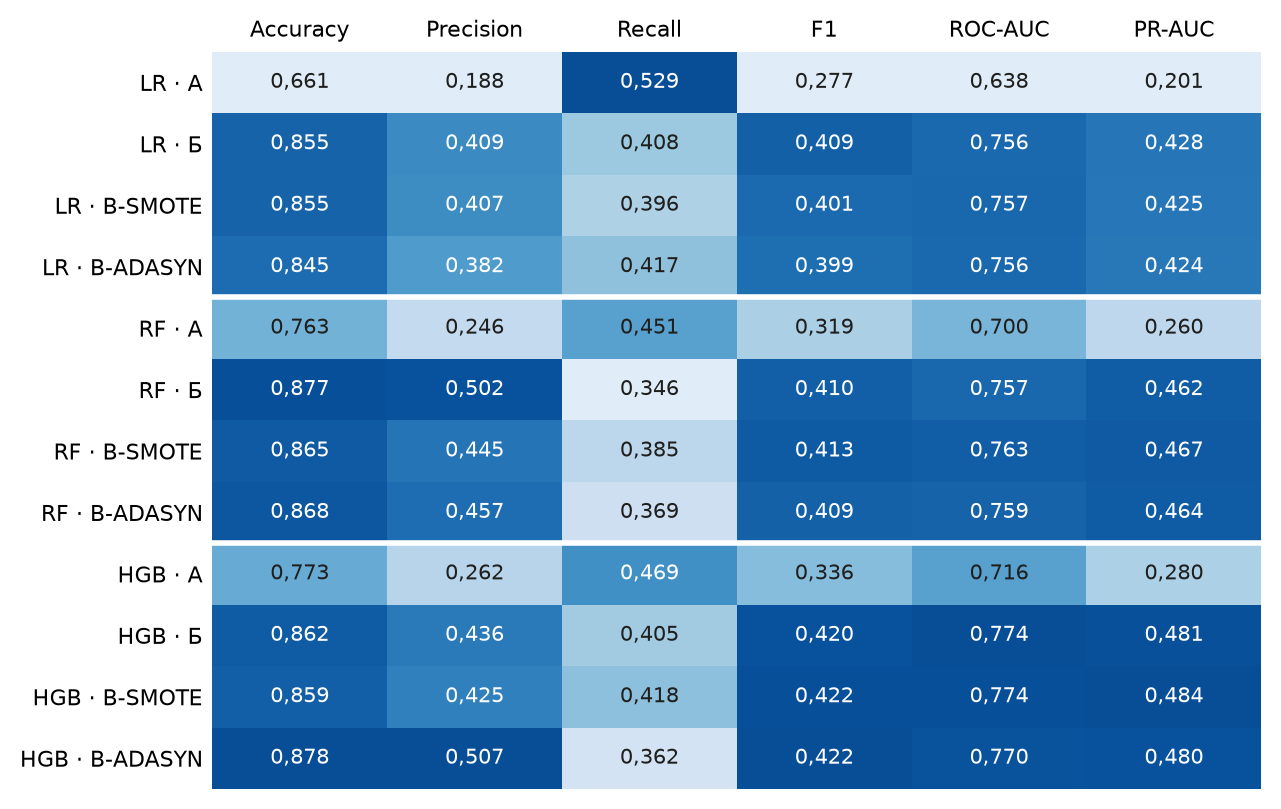 Accuracy Precision Recall F1 ROC-AUC PR-AUC
LR · А 0,661 0,188 0,529 0,277 0,638 0,201
LR · Б 0,855 0,409 0,408 0,409 0,756 0,428
LR · В-SMOTE 0,855 0,407 0,396 0,401 0,757 0,425
LR · В-ADASYN 0,845 0,382 0,417 0,399 0,756 0,424
RF · А 0,763 0,246 0,451 0,319 0,700 0,260
RF · Б 0,877 0,502 0,346 0,410 0,757 0,462
RF · В-SMOTE 0,865 0,445 0,385 0,413 0,763 0,467
RF · В-ADASYN 0,868 0,457 0,369 0,409 0,759 0,464
HGB · А 0,773 0,262 0,469 0,336 0,716 0,280
HGB · Б 0,862 0,436 0,405 0,420 0,774 0,481
HGB · В-SMOTE 0,859 0,425 0,418 0,422 0,774 0,484
HGB · В-ADASYN 0,878 0,507 0,362 0,422 0,770 0,480